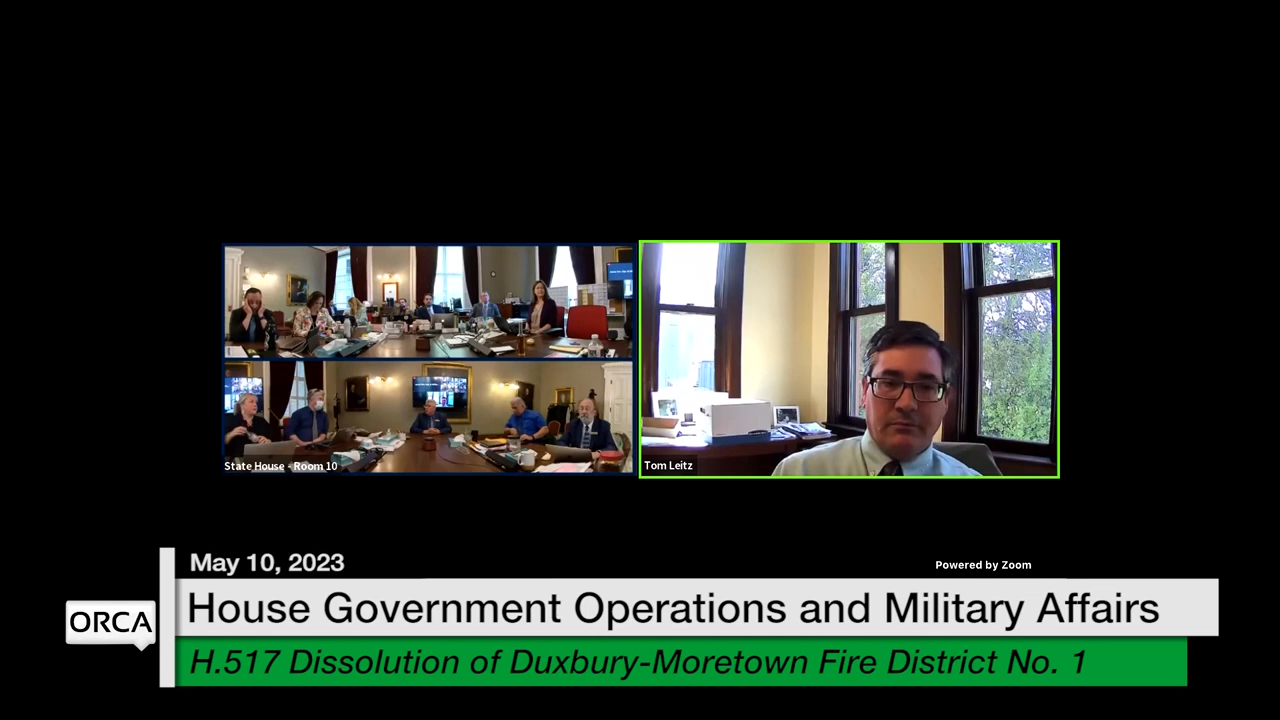 State House - Room 10
Tom Leitz
May 10, 2023
Powered by Zoom
House Government Operations and Military Affairs
ORCA
H.517 Dissolution of Duxbury-Moretown Fire District No. 1